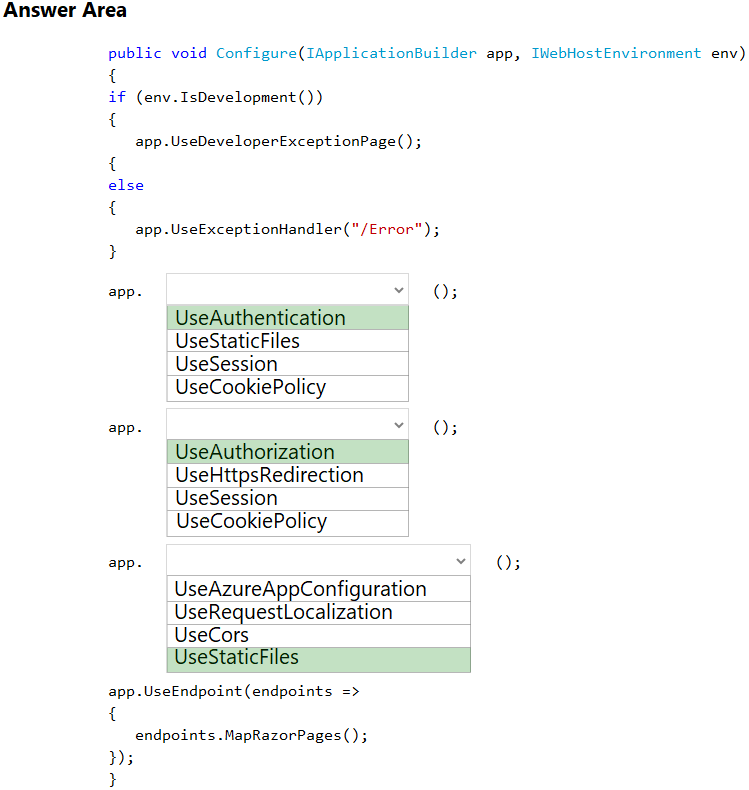 Answer Area
public void Configure(IApplicationBuilder app, IWebHostEnvironment env)
{
if (env.IsDevelopment())
{
app.UseDeveloperExceptionPage();
{
else
{
app.UseExceptionHandler("/Error");
}
app. ();
UseAuthentication
UseStaticFiles
UseSession
UseCookiePolicy
app. ();
UseAuthorization
UseHttpsRedirection
UseSession
UseCookiePolicy
app. ();
UseAzureAppConfiguration
UseRequestLocalization
UseCors
UseStaticFiles
app.UseEndpoint(endpoints =>
{
endpoints.MapRazorPages();
});
}